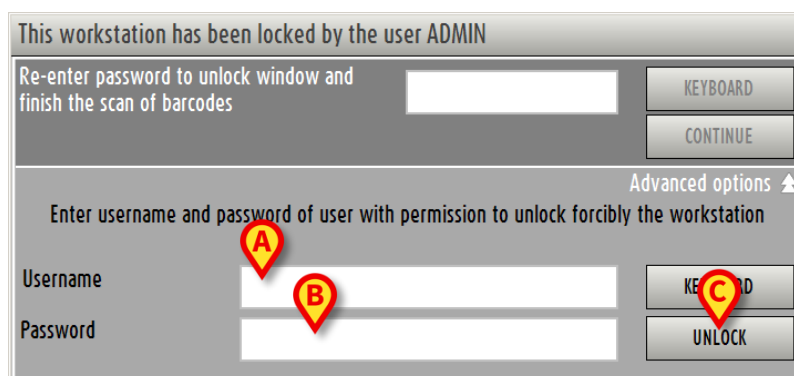 This workstation has been locked by the user ADMIN
Re-enter password to unlock window and
finish the scan of barcodes
KEYBOARD
CONTINUE
Advanced options
Enter username and password of user with permission to unlock forcibly the workstation
A
Username
B
C
Password
UNLOCK